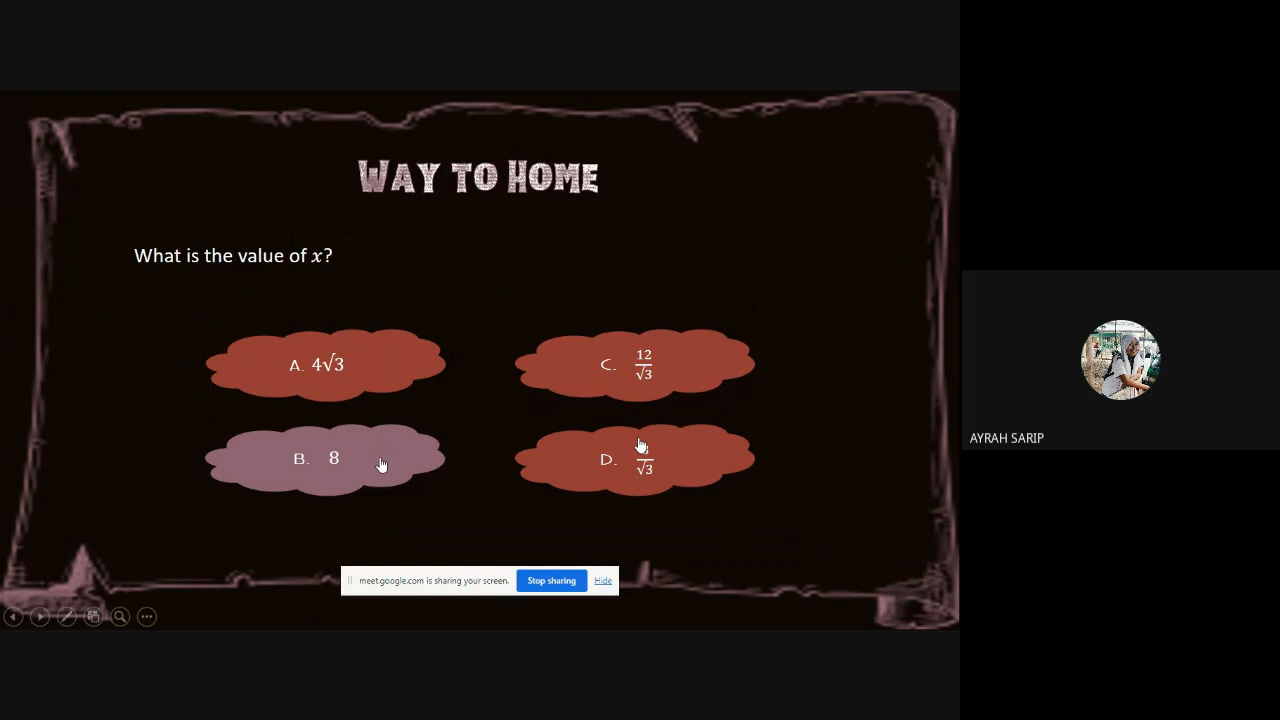 WAY TO HOME
What is the value of x?
A. 4√3
C. 12/√3
B. 8
D. /√3
meet.google.com is sharing your screen. Stop sharing Hide
AYRAH SARIP